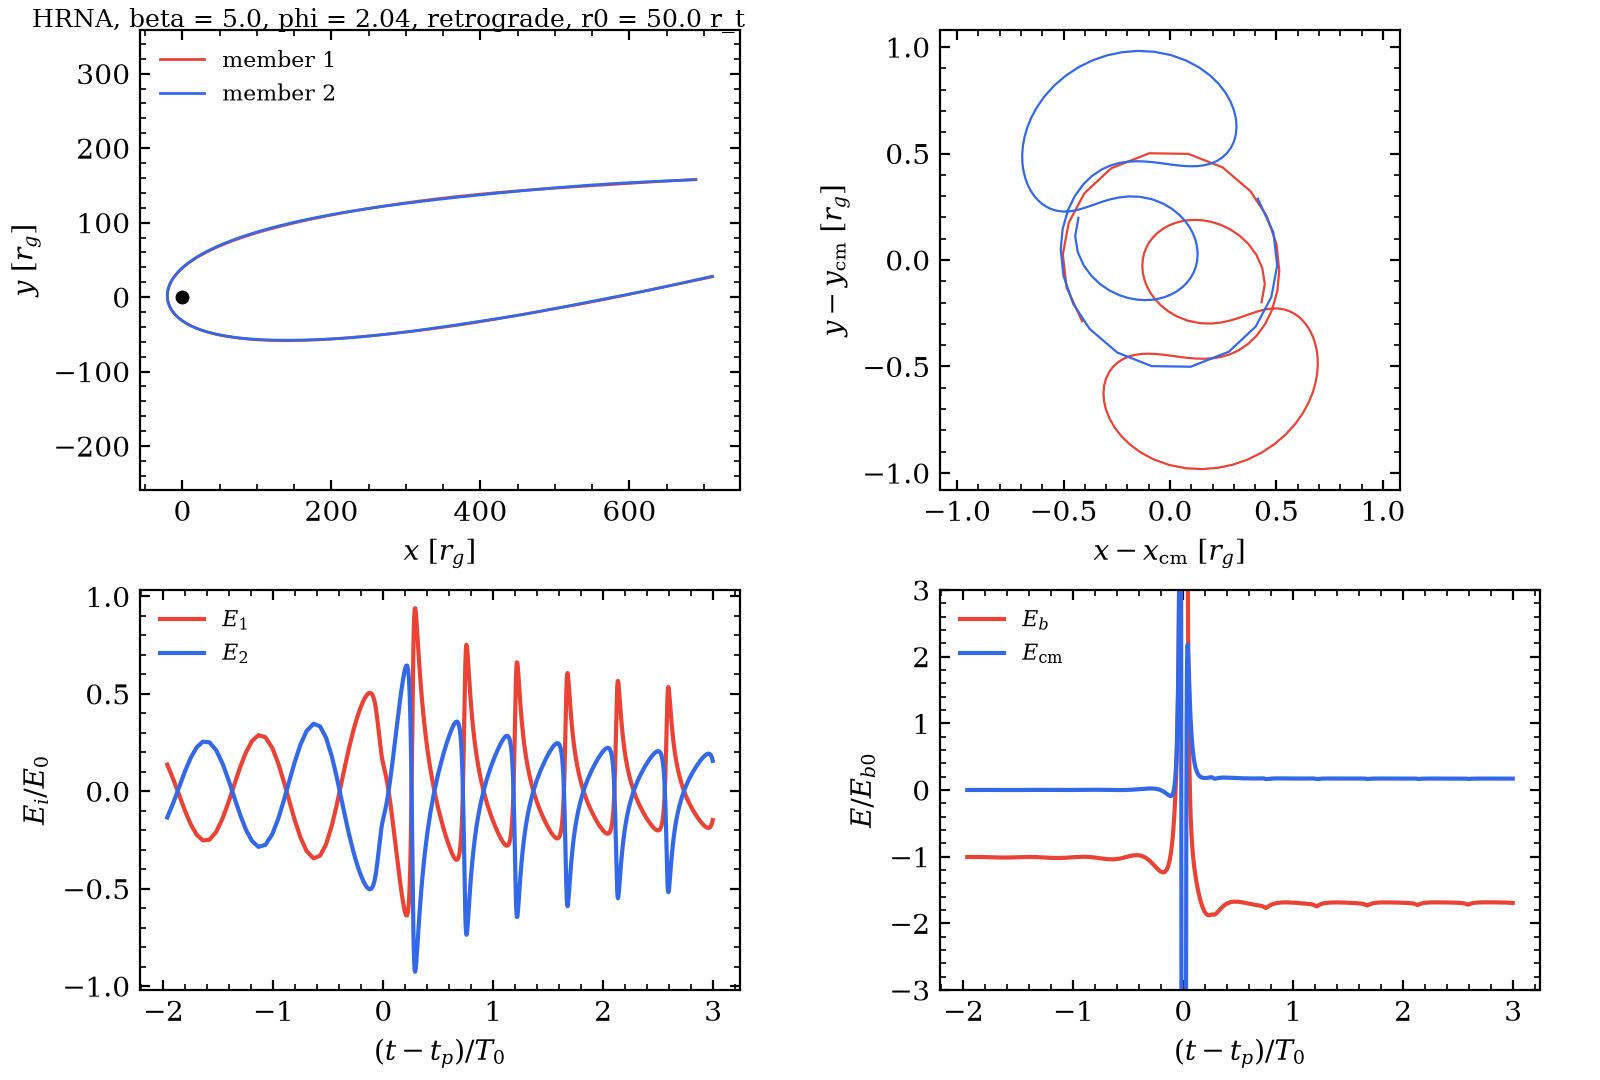 HRNA, beta = 5.0, phi = 2.04, retrograde, r0 = 50.0 r_t
member 1
member 2
300
200
100
0
−100
−200
0 200 400 600
y [r_g]
x [r_g]
1.0
0.5
0.0
−0.5
−1.0
−1.0 −0.5 0.0 0.5 1.0
y − y_cm [r_g]
x − x_cm [r_g]
E_1
E_2
1.0
0.5
0.0
−0.5
−1.0
−2 −1 0 1 2 3
E_i/E_0
(t − t_p)/T_0
E_b
E_cm
3
2
1
0
−1
−2
−3
−2 −1 0 1 2 3
E/E_b0
(t − t_p)/T_0